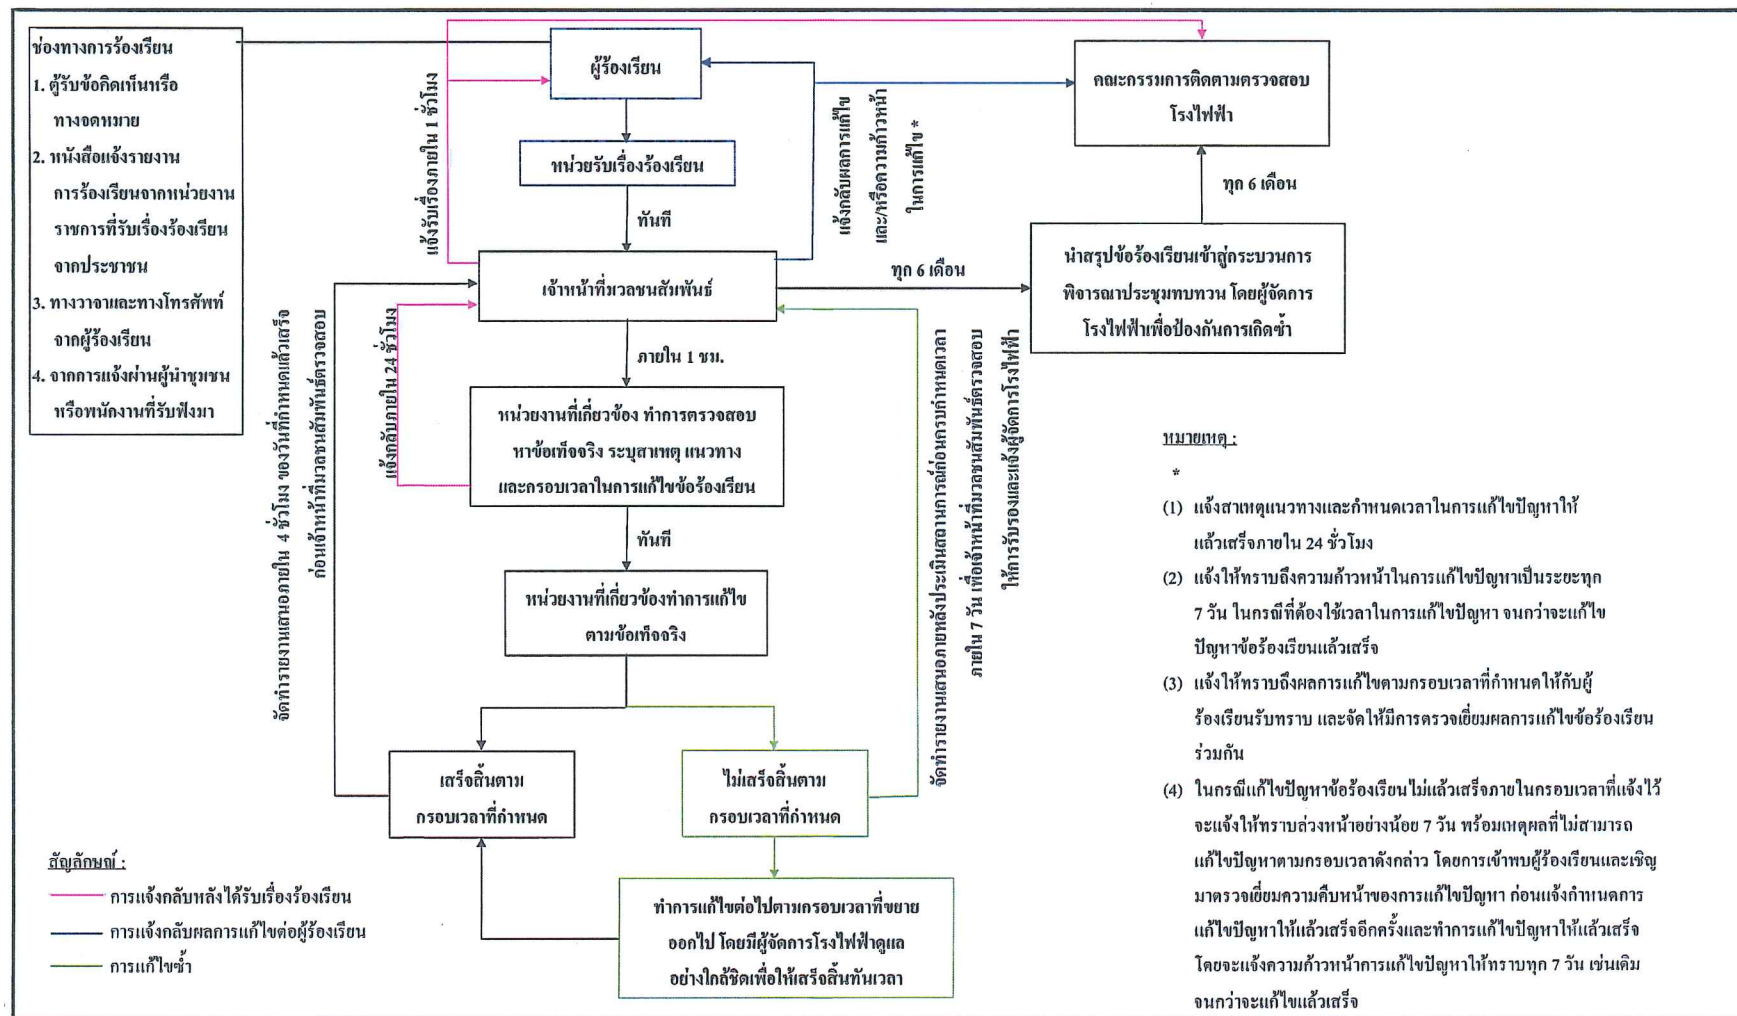 ช่องทางการร้องเรียน
1. ตู้รับข้อคิดเห็นหรือ
ทางจดหมาย
2. หนังสือแจ้งรายงาน
การร้องเรียนจากหน่วยงาน
ราชการที่รับเรื่องร้องเรียน
จากประชาชน
3. ทางวาจาและทางโทรศัพท์
จากผู้ร้องเรียน
4. จากการแจ้งผ่านผู้นำชุมชน
หรือพนักงานที่รับฟังมา
ผู้ร้องเรียน
หน่วยรับเรื่องร้องเรียน
ทันที
เจ้าหน้าที่มวลชนสัมพันธ์
ภายใน 1 ชม.
หน่วยงานที่เกี่ยวข้อง ทำการตรวจสอบ
หาข้อเท็จจริง ระบุสาเหตุ แนวทาง
และกรอบเวลาในการแก้ไขข้อร้องเรียน
ทันที
หน่วยงานที่เกี่ยวข้องทำการแก้ไข
ตามข้อเท็จจริง
เสร็จสิ้นตาม
กรอบเวลาที่กำหนด
ไม่เสร็จสิ้นตาม
กรอบเวลาที่กำหนด
ทำการแก้ไขต่อไปตามกรอบเวลาที่ขยาย
ออกไป โดยมีผู้จัดการโรงไฟฟ้าดูแล
อย่างใกล้ชิดเพื่อให้เสร็จสิ้นทันเวลา
แจ้งรับเรื่องภายใน 1 ชั่วโมง
แจ้งกลับภายใน 24 ชั่วโมง
จัดทำรายงานเสนอภายใน 4 ชั่วโมง ของวันที่กำหนดแล้วเสร็จ
ก่อนเจ้าหน้าที่มวลชนสัมพันธ์ตรวจสอบ
แจ้งกลับผลการแก้ไข
และ/หรือความก้าวหน้า
ในการแก้ไข *
จัดทำรายงานเสนอภายหลังประเมินสถานการณ์ก่อนครบกำหนดเวลา
ภายใน 7 วัน เพื่อเจ้าหน้าที่มวลชนสัมพันธ์ตรวจสอบ
ให้การรับรองและแจ้งผู้จัดการโรงไฟฟ้า
คณะกรรมการติดตามตรวจสอบ
โรงไฟฟ้า
ทุก 6 เดือน
ทุก 6 เดือน
นำสรุปข้อร้องเรียนเข้าสู่กระบวนการ
พิจารณาประชุมทบทวน โดยผู้จัดการ
โรงไฟฟ้าเพื่อป้องกันการเกิดซ้ำ
หมายเหตุ :
*
(1) แจ้งสาเหตุแนวทางและกำหนดเวลาในการแก้ไขปัญหาให้
แล้วเสร็จภายใน 24 ชั่วโมง
(2) แจ้งให้ทราบถึงความก้าวหน้าในการแก้ไขปัญหาเป็นระยะทุก
7 วัน ในกรณีที่ต้องใช้เวลาในการแก้ไขปัญหา จนกว่าจะแก้ไข
ปัญหาข้อร้องเรียนแล้วเสร็จ
(3) แจ้งให้ทราบถึงผลการแก้ไขตามกรอบเวลาที่กำหนดให้กับผู้
ร้องเรียนรับทราบ และจัดให้มีการตรวจเยี่ยมผลการแก้ไขข้อร้องเรียน
ร่วมกัน
(4) ในกรณีแก้ไขปัญหาข้อร้องเรียนไม่แล้วเสร็จภายในกรอบเวลาที่แจ้งไว้
จะแจ้งให้ทราบล่วงหน้าอย่างน้อย 7 วัน พร้อมเหตุผลที่ไม่สามารถ
แก้ไขปัญหาตามกรอบเวลาดังกล่าว โดยการเข้าพบผู้ร้องเรียนและเชิญ
มาตรวจเยี่ยมความคืบหน้าของการแก้ไขปัญหา ก่อนแจ้งกำหนดการ
แก้ไขปัญหาให้แล้วเสร็จอีกครั้งและทำการแก้ไขปัญหาให้แล้วเสร็จ
โดยจะแจ้งความก้าวหน้าการแก้ไขปัญหาให้ทราบทุก 7 วัน เช่นเดิม
จนกว่าจะแก้ไขแล้วเสร็จ
สัญลักษณ์ :
การแจ้งกลับหลังได้รับเรื่องร้องเรียน
การแจ้งกลับผลการแก้ไขต่อผู้ร้องเรียน
การแก้ไขซ้ำ